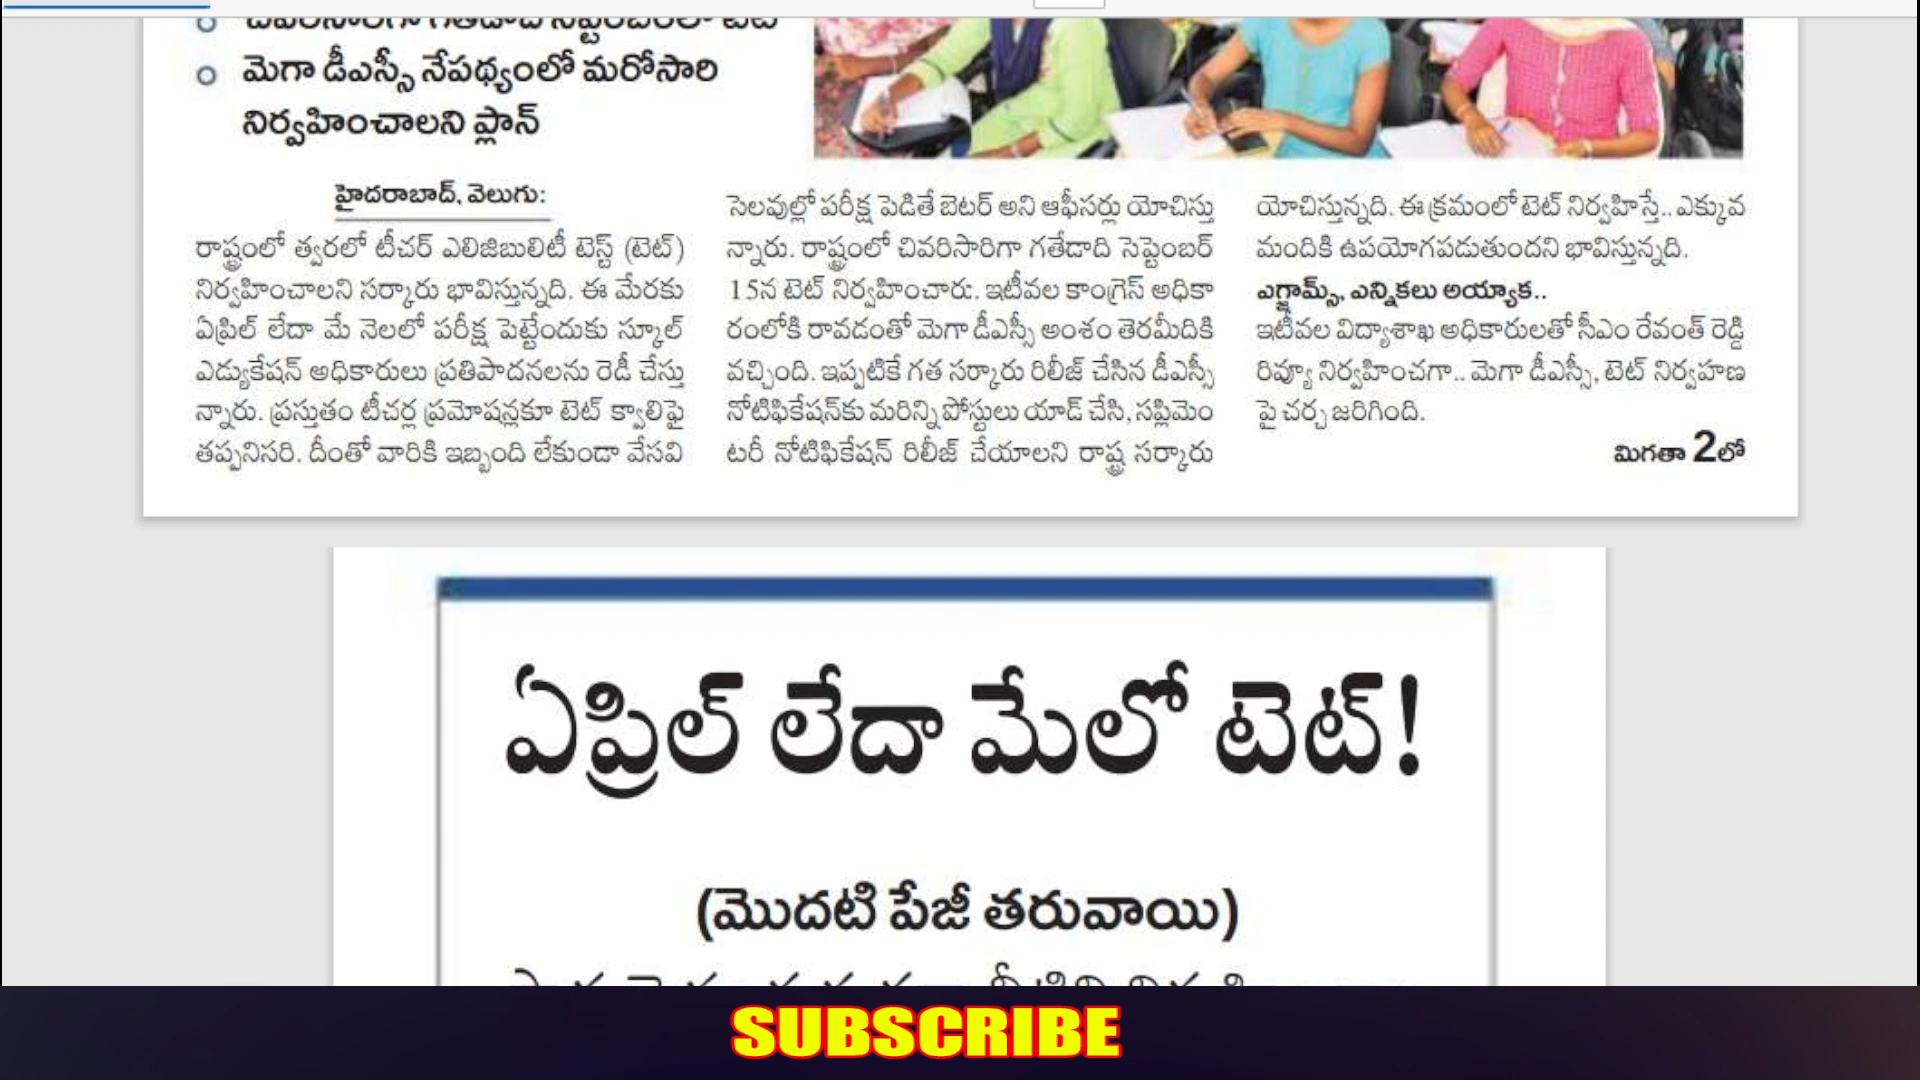 చివరిసారిగా గతేడాది సెప్టెంబర్‌లో టెట్
మెగా డీఎస్సీ నేపథ్యంలో మరోసారి
నిర్వహించాలని ప్లాన్
హైదరాబాద్, వెలుగు:
రాష్ట్రంలో త్వరలో టీచర్ ఎలిజిబులిటీ టెస్ట్ (టెట్)
నిర్వహించాలని సర్కారు భావిస్తున్నది. ఈ మేరకు
ఏప్రిల్ లేదా మే నెలలో పరీక్ష పెట్టేందుకు స్కూల్
ఎడ్యుకేషన్ అధికారులు ప్రతిపాదనలను రెడీ చేస్తు
న్నారు. ప్రస్తుతం టీచర్ల ప్రమోషన్లకూ టెట్ క్వాలిఫై
తప్పనిసరి. దీంతో వారికి ఇబ్బంది లేకుండా వేసవి
సెలవుల్లో పరీక్ష పెడితే బెటర్ అని ఆఫీసర్లు యోచిస్తు
న్నారు. రాష్ట్రంలో చివరిసారిగా గతేడాది సెప్టెంబర్
15న టెట్ నిర్వహించారు. ఇటీవల కాంగ్రెస్ అధికా
రంలోకి రావడంతో మెగా డీఎస్సీ అంశం తెరమీదికి
వచ్చింది. ఇప్పటికే గత సర్కారు రిలీజ్ చేసిన డీఎస్సీ
నోటిఫికేషన్‌కు మరిన్ని పోస్టులు యాడ్ చేసి, సప్లిమెం
టరీ నోటిఫికేషన్ రిలీజ్ చేయాలని రాష్ట్ర సర్కారు
యోచిస్తున్నది. ఈ క్రమంలో టెట్ నిర్వహిస్తే.. ఎక్కువ
మందికి ఉపయోగపడుతుందని భావిస్తున్నది.
ఎగ్జామ్స్, ఎన్నికలు అయ్యాక..
ఇటీవల విద్యాశాఖ అధికారులతో సీఎం రేవంత్ రెడ్డి
రివ్యూ నిర్వహించగా.. మెగా డీఎస్సీ, టెట్ నిర్వహణ
పై చర్చ జరిగింది.
మిగతా 2లో
ఏప్రిల్ లేదా మేలో టెట్!
(మొదటి పేజీ తరువాయి)
SUBSCRIBE